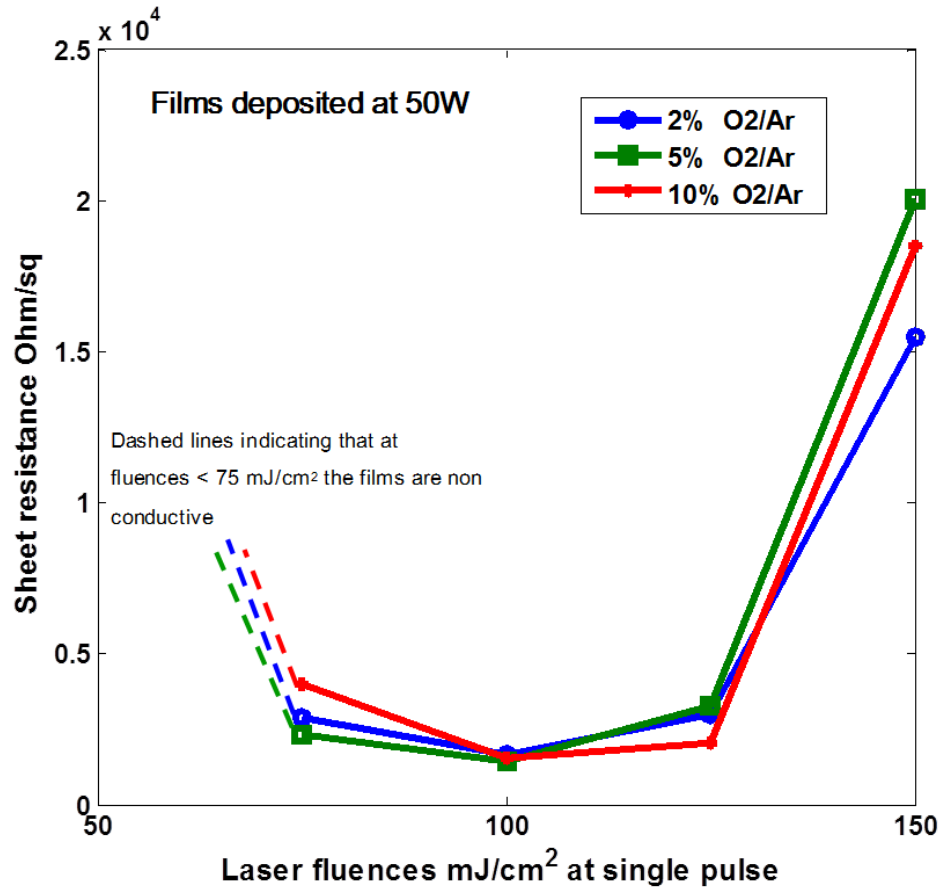 x 10⁴
2.5
Films deposited at 50W
2% O2/Ar
5% O2/Ar
10% O2/Ar
2
1.5
1
0.5
0
Sheet resistance Ohm/sq
Dashed lines indicating that at
fluences < 75 mJ/cm² the films are non
conductive
50
100
150
Laser fluences mJ/cm² at single pulse